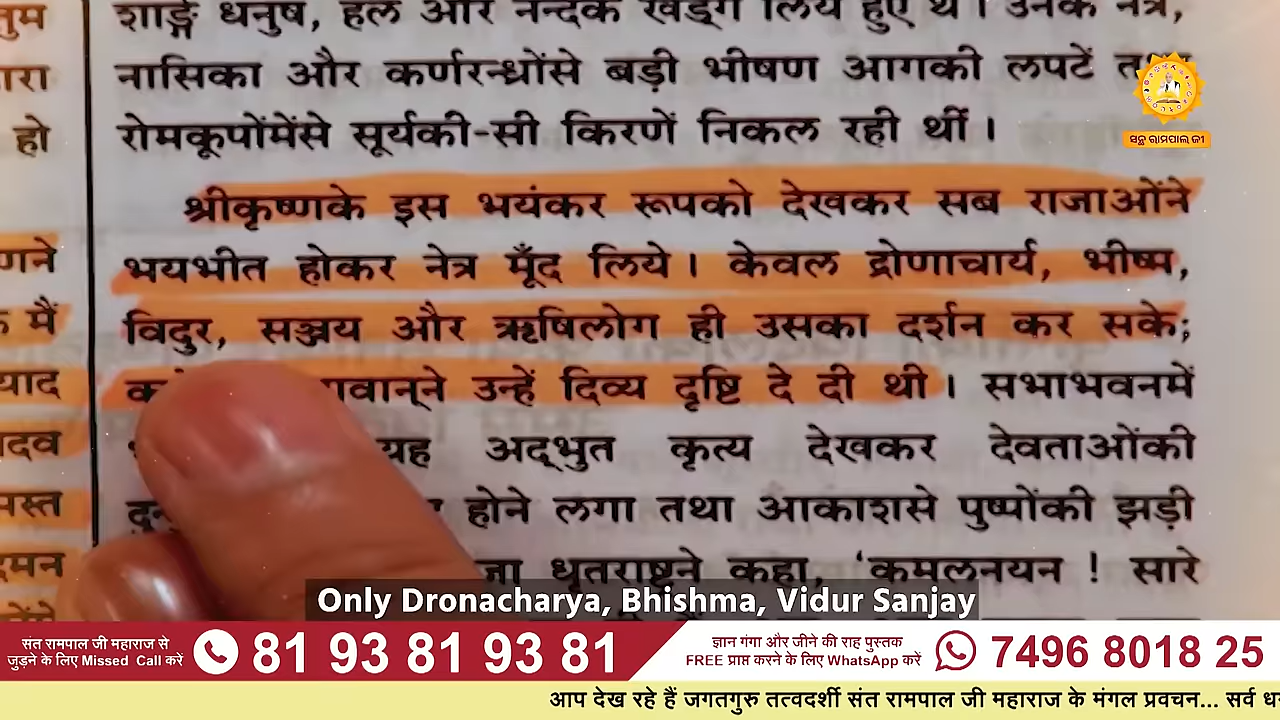 तुम
शार्ङ्ग धनुष, हल और नन्दक खड्ग लिये हुए थे। उनके नेत्र,
नासिका और कर्णरन्ध्रोंसे बड़ी भीषण आगकी लपटें
रोमकूपोंमेंसे सूर्यकी-सी किरणें निकल रही थीं।
हो
ସନ୍ଥ ରାମପାଲ ଜୀ
श्रीकृष्णके इस भयंकर रूपको देखकर सब राजाओंने
भयभीत होकर नेत्र मूँद लिये। केवल द्रोणाचार्य, भीष्म,
विदुर, सञ्जय और ऋषिलोग ही उसका दर्शन कर सके;
उन्हें दिव्य दृष्टि दे दी थी। सभाभवनमें
अद्भुत कृत्य देखकर देवताओंकी
होने लगा तथा आकाशसे पुष्पोंकी झड़ी
धृतराष्ट्रने कहा, ‘कमलनयन ! सारे
मैं
Only Dronacharya, Bhishma, Vidur Sanjay
संत रामपाल जी महाराज से
जुड़ने के लिए Missed Call करें
81 93 81 93 81
ज्ञान गंगा और जीने की राह पुस्तक
FREE प्राप्त करने के लिए WhatsApp करें
7496 8018 25
आप देख रहे हैं जगतगुरु तत्वदर्शी संत रामपाल जी महाराज के मंगल प्रवचन... सर्व